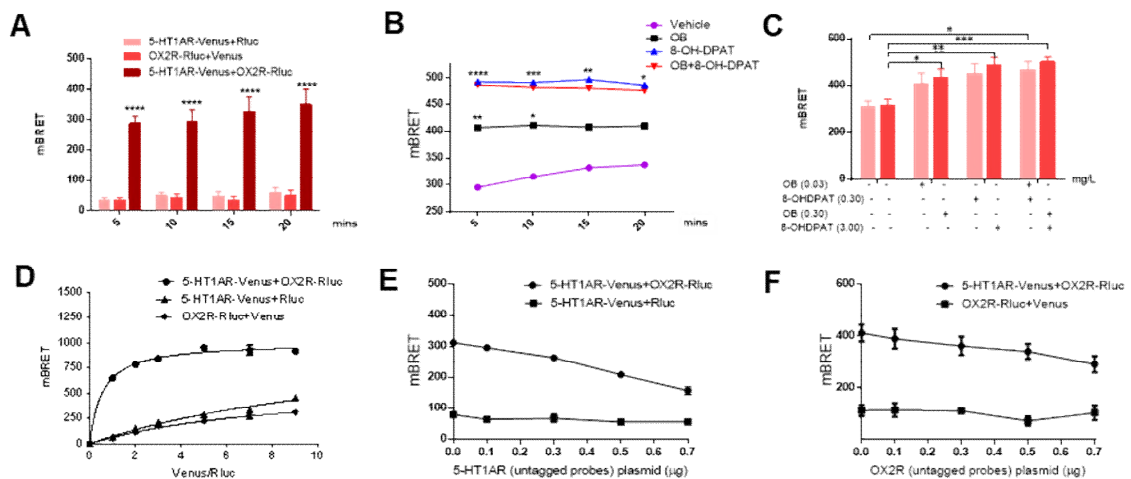 A
5-HT1AR-Venus+Rluc
OX2R-Rluc+Venus
5-HT1AR-Venus+OX2R-Rluc
mBRET
400
300
200
100
0
****
****
****
****
5
10
15
20
mins
B
Vehicle
OB
8-OH-DPAT
OB+8-OH-DPAT
mBRET
500
450
400
350
300
250
****
***
**
*
**
*
5
10
15
20
mins
C
mBRET
600
400
200
0
*
***
**
*
mg/L
OB (0.03) - - + - - - + -
8-OHDPAT (0.30) - - - - + - + -
OB (0.30) - - - + - - - +
8-OHDPAT (3.00) - - - - - + - +
D
5-HT1AR-Venus+OX2R-Rluc
5-HT1AR-Venus+Rluc
OX2R-Rluc+Venus
mBRET
1500
1250
1000
750
500
250
0
0 2 4 6 8 10
Venus/Rluc
E
5-HT1AR-Venus+OX2R-Rluc
5-HT1AR-Venus+Rluc
mBRET
500
400
300
200
100
0
0.0 0.1 0.2 0.3 0.4 0.5 0.6 0.7
5-HT1AR (untagged probes) plasmid (μg)
F
5-HT1AR-Venus+OX2R-Rluc
OX2R-Rluc+Venus
mBRET
600
400
200
0.0 0.1 0.2 0.3 0.4 0.5 0.6 0.7
OX2R (untagged probes) plasmid (μg)